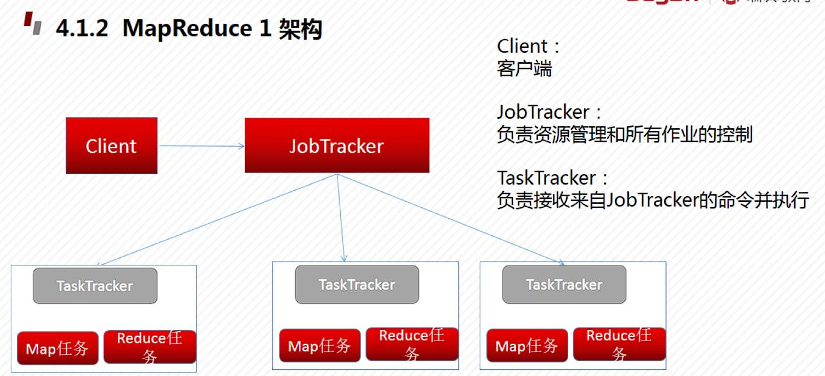 4.1.2 MapReduce 1 架构
Client：
客户端
JobTracker：
负责资源管理和所有作业的控制
TaskTracker：
负责接收来自JobTracker的命令并执行
Client
JobTracker
TaskTracker
Map任务
Reduce任
务
TaskTracker
Map任务
Reduce任
务
TaskTracker
Map任务
Reduce任
务